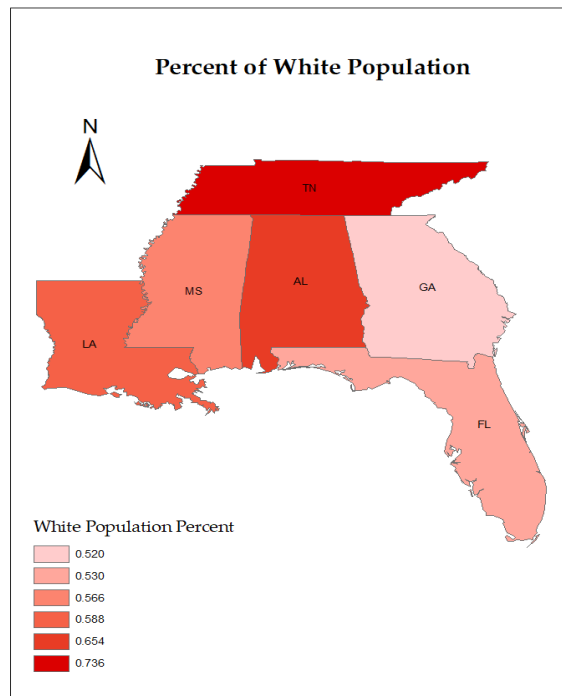 Percent of White Population
N
TN
MS
AL
GA
LA
FL
White Population Percent
0.520
0.530
0.566
0.588
0.654
0.736